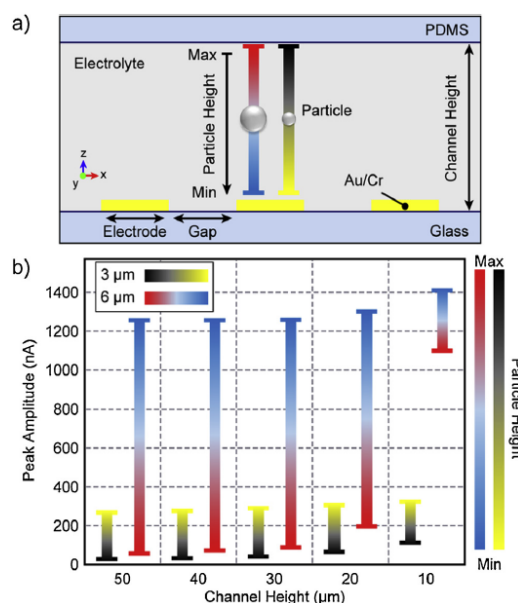 a)
PDMS
Electrolyte
Max
Particle Height
Particle
Channel Height
Min
z
y
x
Au/Cr
Electrode
Gap
Glass
b)
3 µm
6 µm
Max
1400
1200
1000
800
600
400
200
0
Peak Amplitude (nA)
Particle Height
Min
50 40 30 20 10
Channel Height (µm)